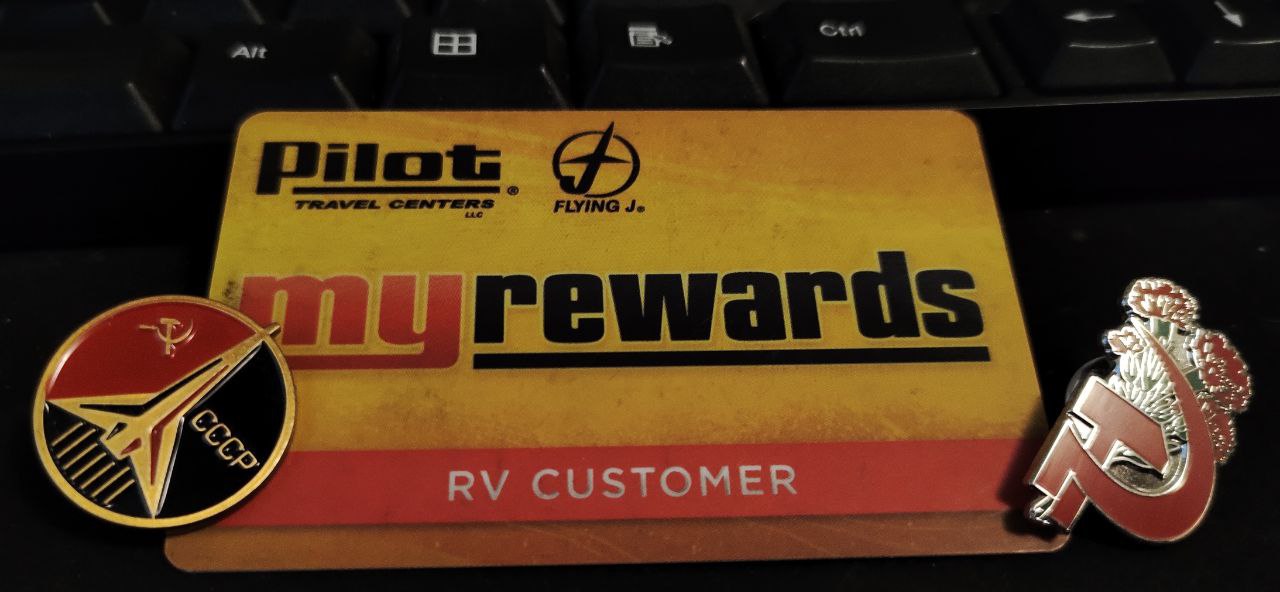 Alt
Ctrl
pilot®
TRAVEL CENTERS
LLC
FLYING J®
myrewards
СССР
RV CUSTOMER